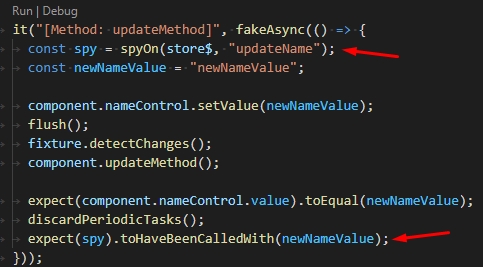 Run | Debug
it("[Method: updateMethod]", fakeAsync(() => {
const spy = spyOn(store$, "updateName");
const newNameValue = "newNameValue";
component.nameControl.setValue(newNameValue);
flush();
fixture.detectChanges();
component.updateMethod();
expect(component.nameControl.value).toEqual(newNameValue);
discardPeriodicTasks();
expect(spy).toHaveBeenCalledWith(newNameValue);
}));